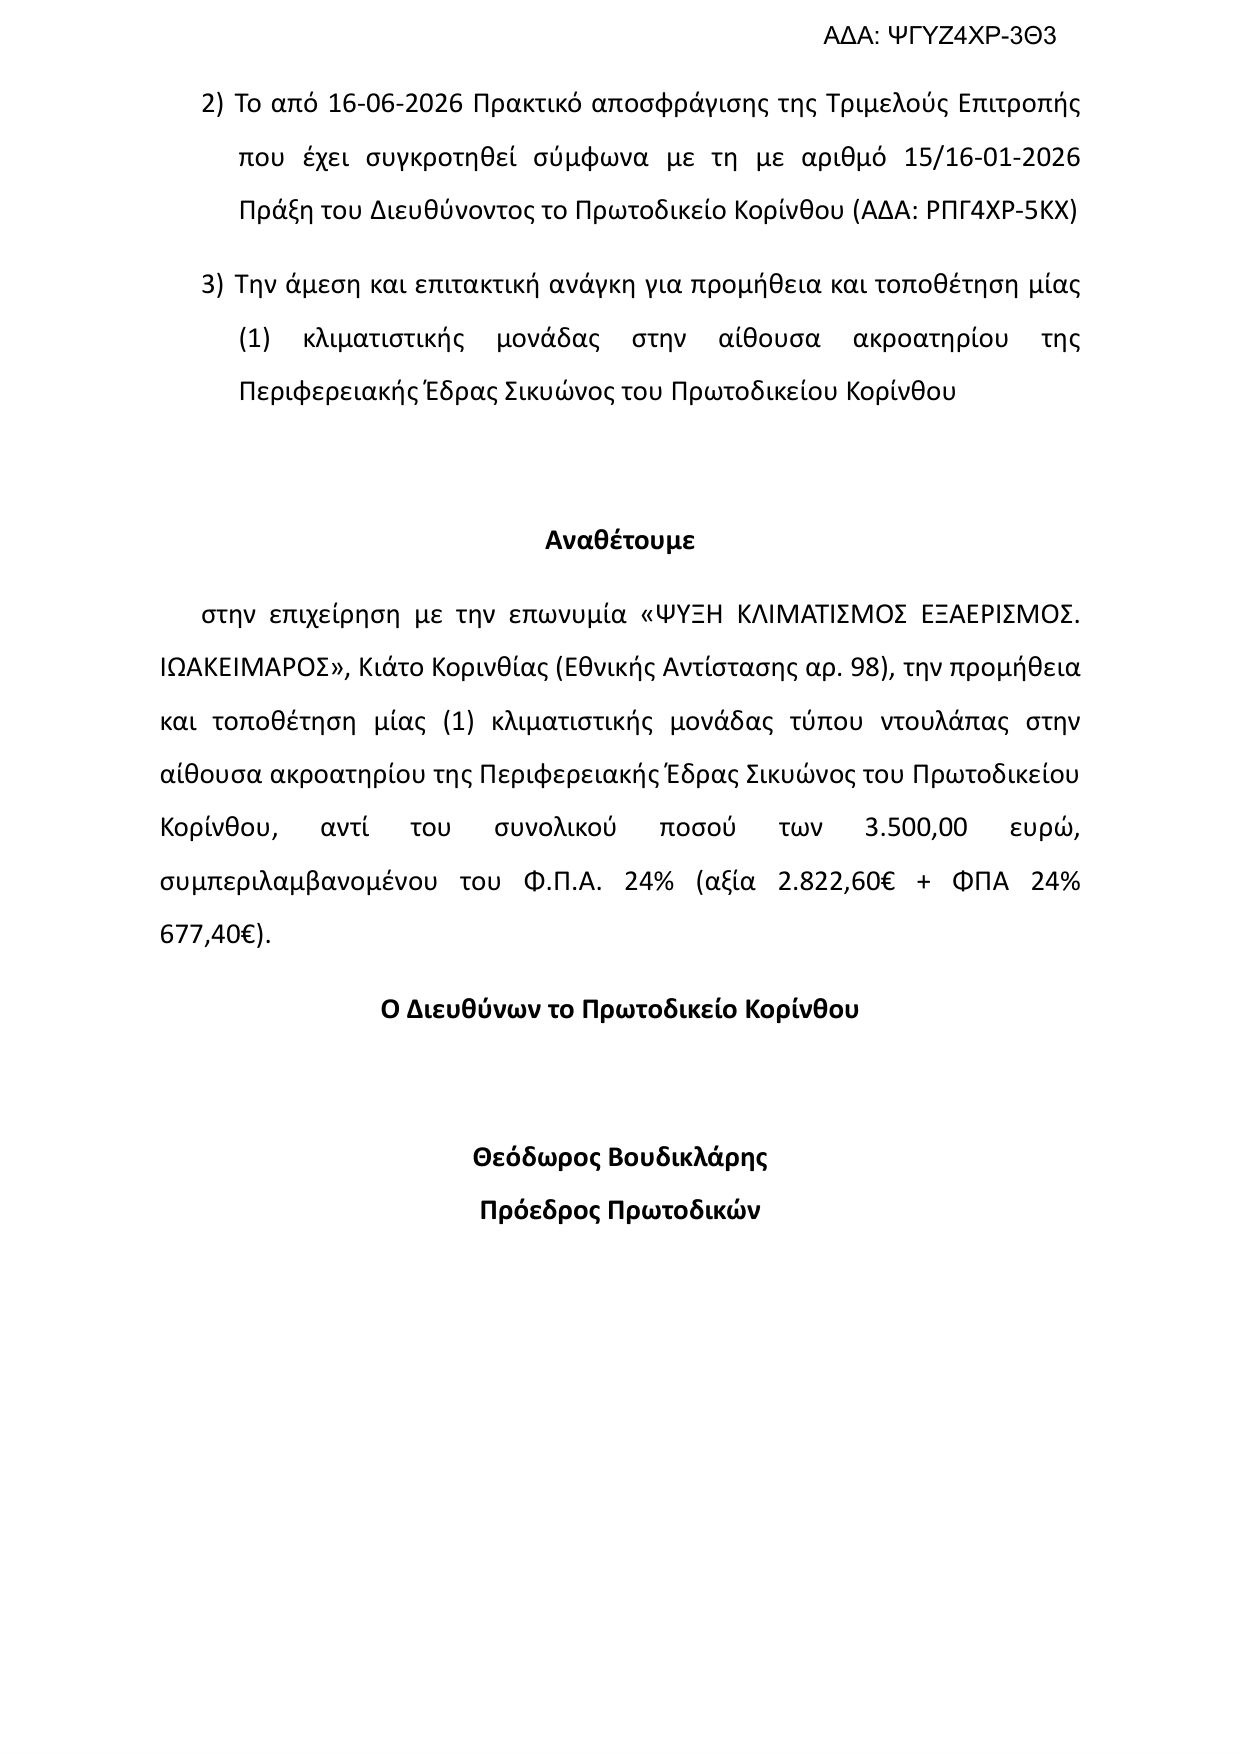 ΑΔΑ: ΨΓΥΖ4ΧΡ-3Θ3
2) Το από 16-06-2026 Πρακτικό αποσφράγισης της Τριμελούς Επιτροπής
που έχει συγκροτηθεί σύμφωνα με τη με αριθμό 15/16-01-2026
Πράξη του Διευθύνοντος το Πρωτοδικείο Κορίνθου (ΑΔΑ: ΡΠΓ4ΧΡ-5ΚΧ)
3) Την άμεση και επιτακτική ανάγκη για προμήθεια και τοποθέτηση μίας
(1) κλιματιστικής μονάδας στην αίθουσα ακροατηρίου της
Περιφερειακής Έδρας Σικυώνος του Πρωτοδικείου Κορίνθου
Αναθέτουμε
στην επιχείρηση με την επωνυμία «ΨΥΞΗ ΚΛΙΜΑΤΙΣΜΟΣ ΕΞΑΕΡΙΣΜΟΣ.
ΙΩΑΚΕΙΜΑΡΟΣ», Κιάτο Κορινθίας (Εθνικής Αντίστασης αρ. 98), την προμήθεια
και τοποθέτηση μίας (1) κλιματιστικής μονάδας τύπου ντουλάπας στην
αίθουσα ακροατηρίου της Περιφερειακής Έδρας Σικυώνος του Πρωτοδικείου
Κορίνθου, αντί του συνολικού ποσού των 3.500,00 ευρώ,
συμπεριλαμβανομένου του Φ.Π.Α. 24% (αξία 2.822,60€ + ΦΠΑ 24%
677,40€).
Ο Διευθύνων το Πρωτοδικείο Κορίνθου
Θεόδωρος Βουδικλάρης
Πρόεδρος Πρωτοδικών